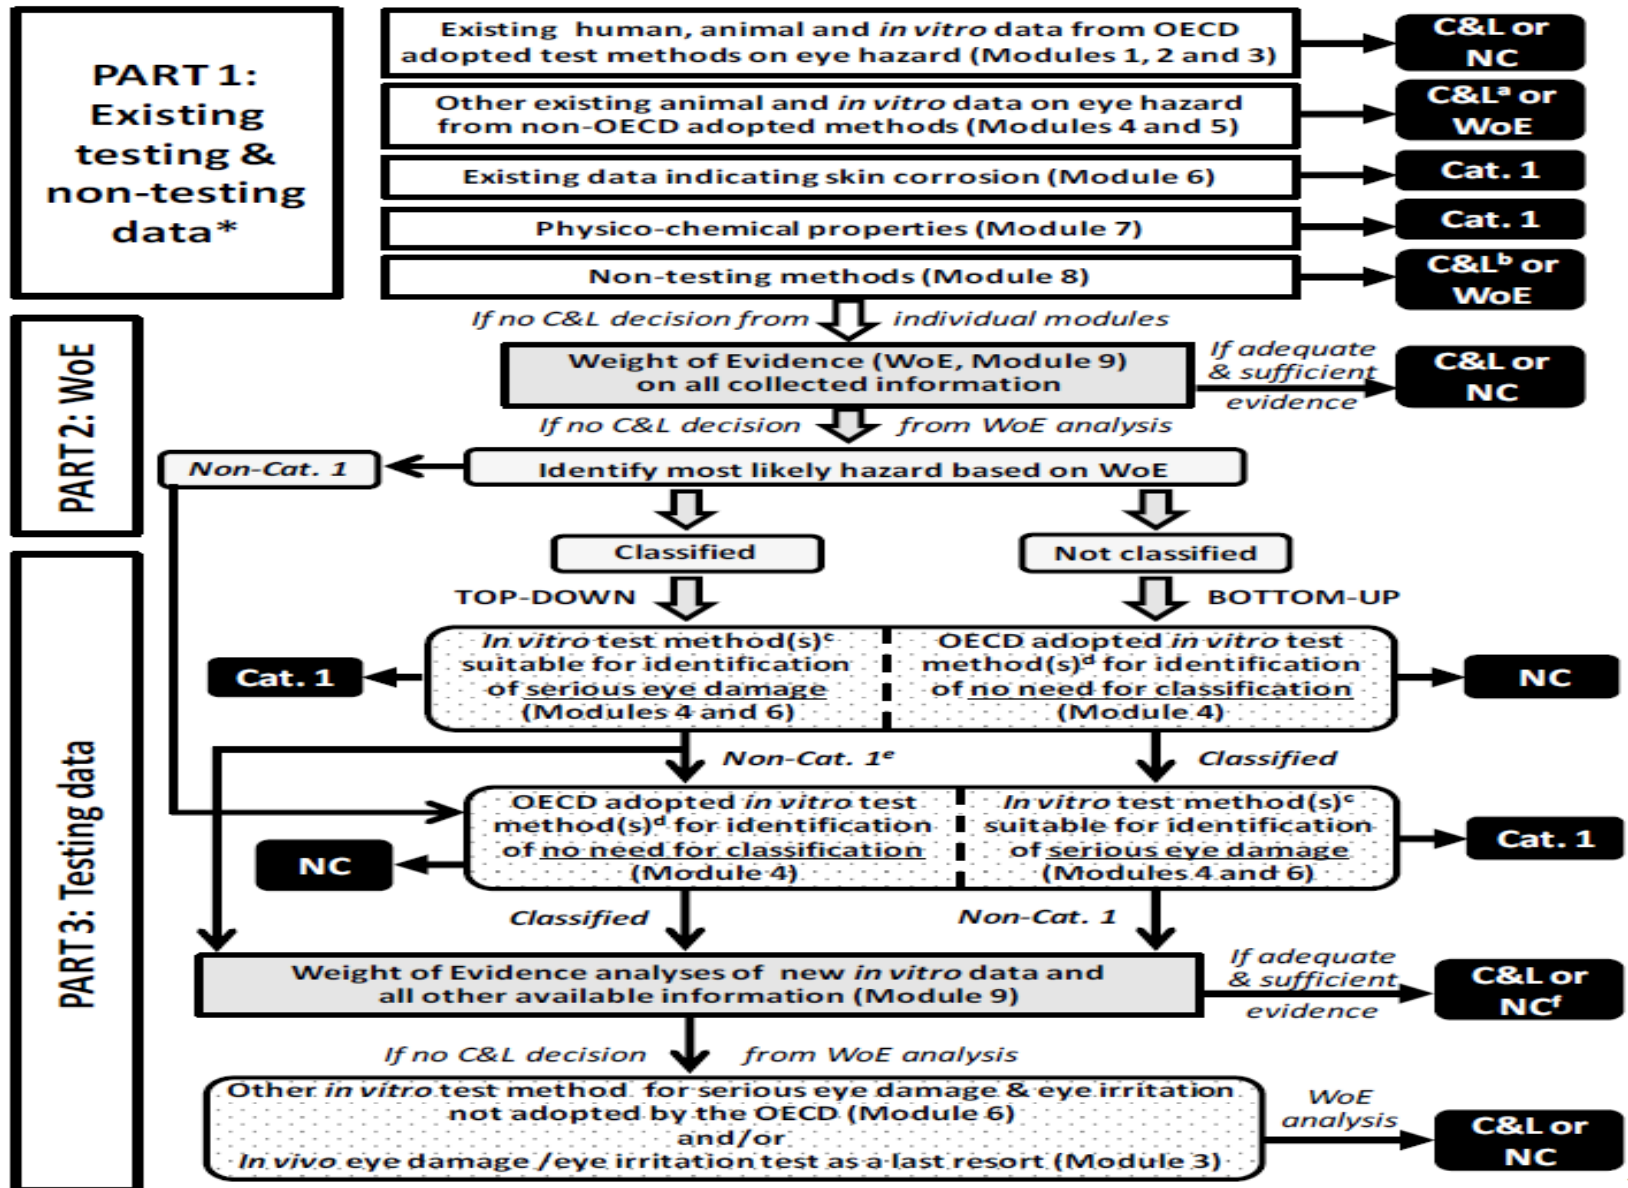 PART 1:
Existing
testing &
non-testing
data*
Existing human, animal and in vitro data from OECD
adopted test methods on eye hazard (Modules 1, 2 and 3)
C&L or
NC
Other existing animal and in vitro data on eye hazard
from non-OECD adopted methods (Modules 4 and 5)
C&Lᵃ or
WoE
Existing data indicating skin corrosion (Module 6)
Cat. 1
Physico-chemical properties (Module 7)
Cat. 1
Non-testing methods (Module 8)
C&Lᵇ or
WoE
If no C&L decision from individual modules
PART 2: WoE
Weight of Evidence (WoE, Module 9)
on all collected information
If adequate
& sufficient
evidence
C&L or
NC
If no C&L decision from WoE analysis
Non-Cat. 1
Identify most likely hazard based on WoE
Classified
Not classified
TOP-DOWN
BOTTOM-UP
PART 3: Testing data
Cat. 1
In vitro test method(s)ᶜ
suitable for identification
of serious eye damage
(Modules 4 and 6)
OECD adopted in vitro test
method(s)ᵈ for identification
of no need for classification
(Module 4)
NC
Non-Cat. 1ᵉ
Classified
NC
OECD adopted in vitro test
method(s)ᵈ for identification
of no need for classification
(Module 4)
In vitro test method(s)ᶜ
suitable for identification
of serious eye damage
(Modules 4 and 6)
Cat. 1
Classified
Non-Cat. 1
Weight of Evidence analyses of new in vitro data and
all other available information (Module 9)
If adequate
& sufficient
evidence
C&L or
NCᶠ
If no C&L decision from WoE analysis
Other in vitro test method for serious eye damage & eye irritation
not adopted by the OECD (Module 6)
and/or
In vivo eye damage /eye irritation test as a last resort (Module 3)
WoE
analysis
C&L or
NC